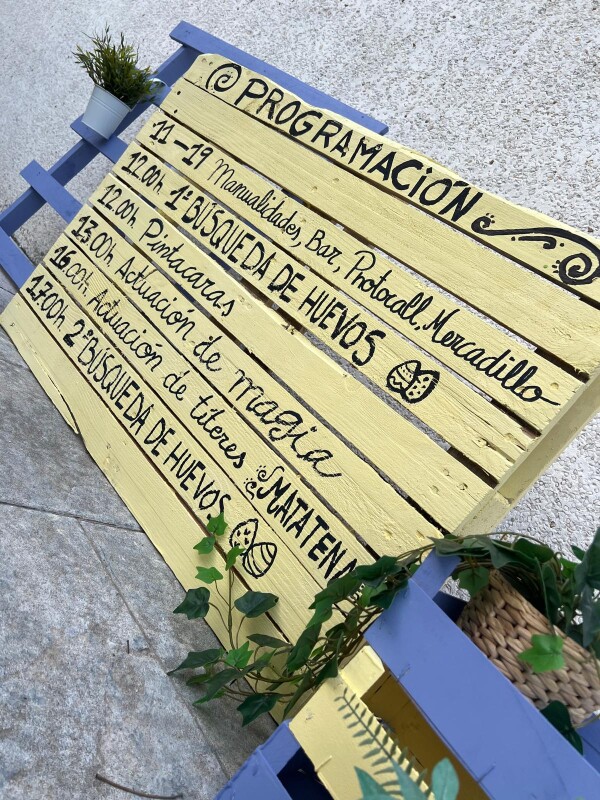 PROGRAMACIÓN
11-19 Manualidades, Bar, Photocall, Mercadillo
12.00h. 1ª BÚSQUEDA DE HUEVOS
12.00h. Pintacaras
13.00h Actuación de magia
16.00h. Actuación de títeres MATATENA
17.00h. 2ª BÚSQUEDA DE HUEVOS